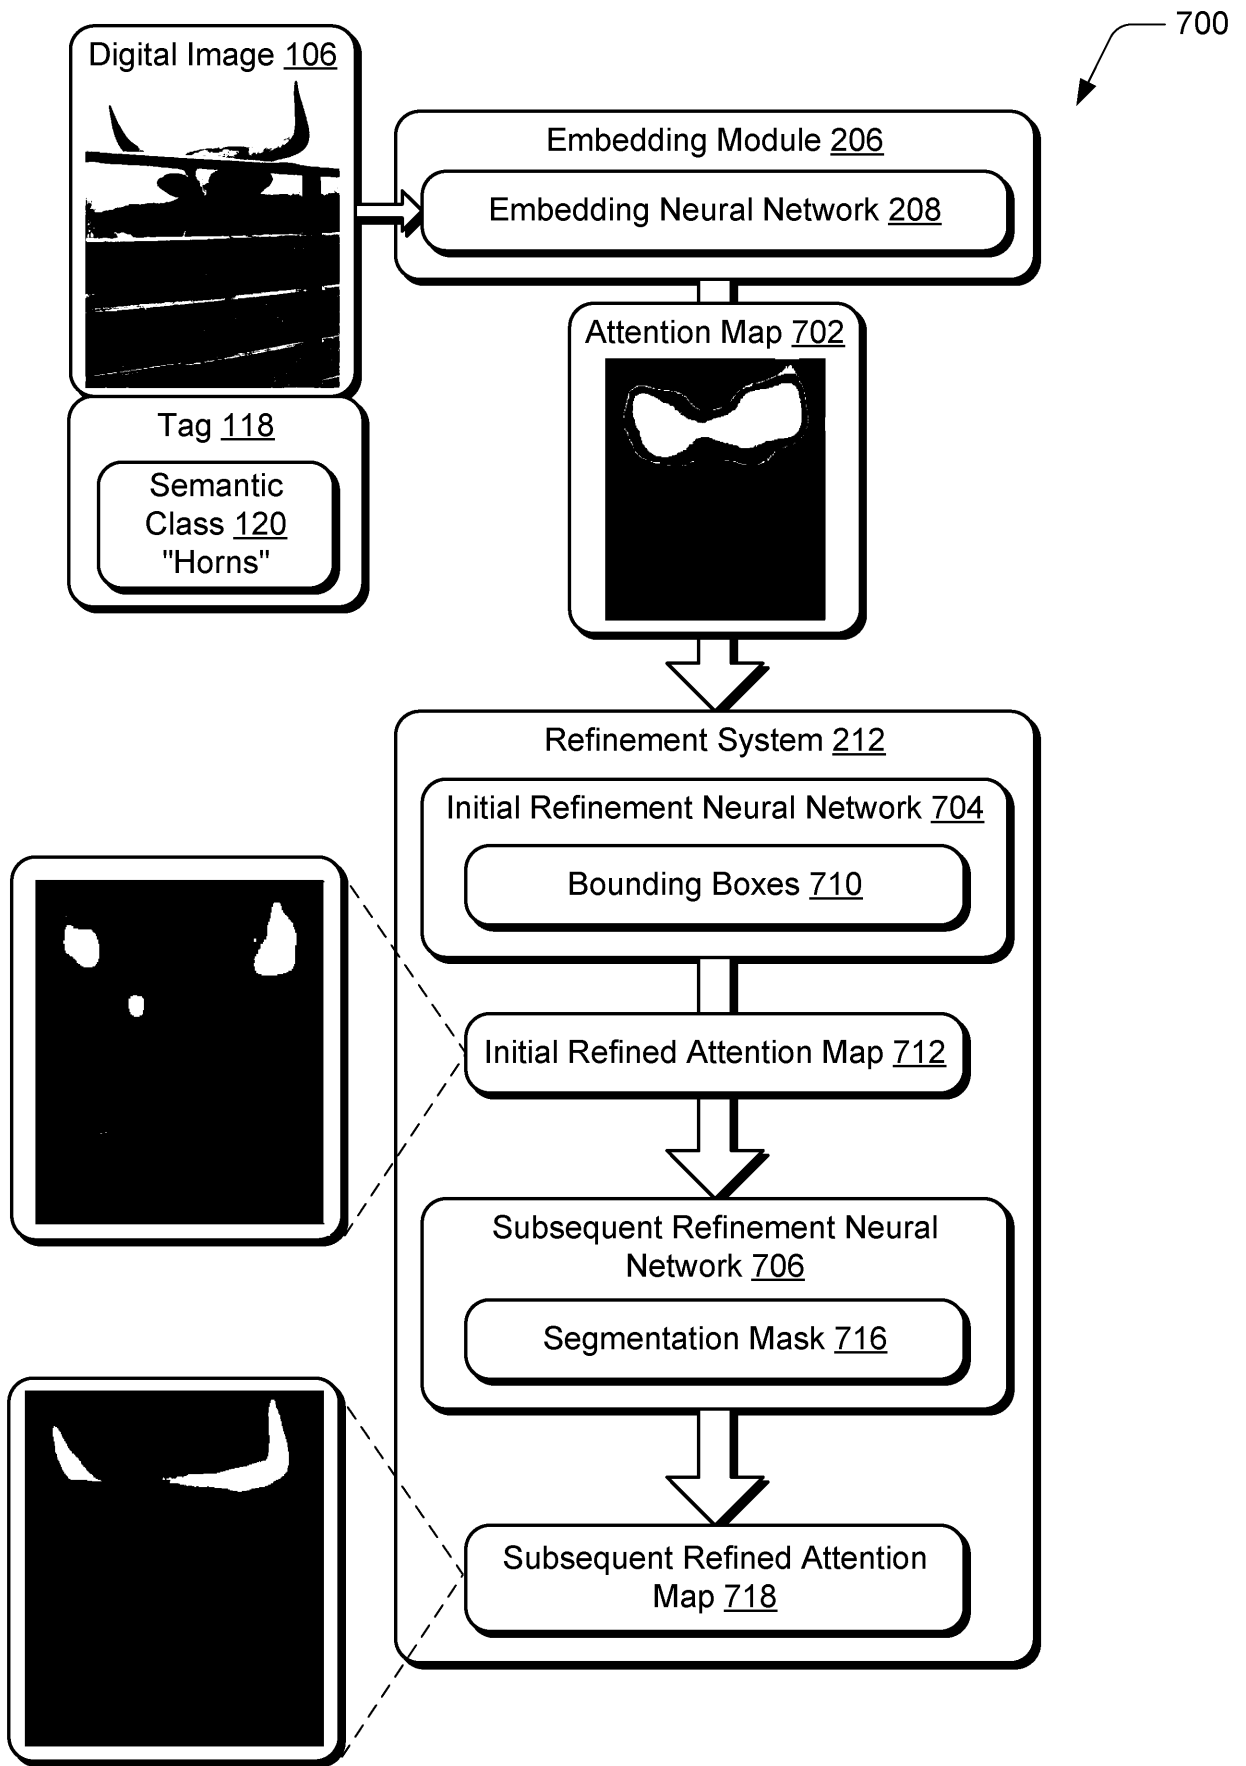 700
Digital Image 106
Embedding Module 206
Embedding Neural Network 208
Attention Map 702
Tag 118
Semantic
Class 120
"Horns"
Refinement System 212
Initial Refinement Neural Network 704
Bounding Boxes 710
Initial Refined Attention Map 712
Subsequent Refinement Neural
Network 706
Segmentation Mask 716
Subsequent Refined Attention
Map 718